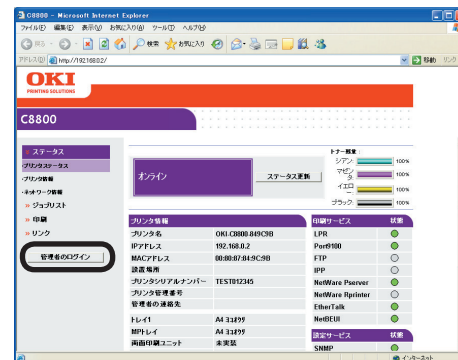 C8800 - Microsoft Internet Explorer
ファイル(F) 編集(E) 表示(V) お気に入り(A) ツール(T) ヘルプ(H)
戻る 検索 お気に入り
アドレス(D) http://192.168.0.2/ 移動 リンク
OKI
PRINTING SOLUTIONS
C8800
ステータス
・プリンタステータス
・プリンタ情報
・ネットワーク情報
ジョブリスト
印刷
リンク
管理者のログイン
オンライン
ステータス更新
トナー残量:
シアン: 100%
マゼンタ: 100%
イエロー: 100%
ブラック: 100%
プリンタ情報
プリンタ名 OKI-C8800-849C9B
IPアドレス 192.168.0.2
MACアドレス 00:80:87:84:9C:9B
設置場所
プリンタシリアルナンバー TEST012345
プリンタ管理番号
管理者の連絡先
トレイ1 A4 ヨコオクリ
MPトレイ A4 ヨコオクリ
両面印刷ユニット 未実装
印刷サービス 状態
LPR
Port9100
FTP
IPP
NetWare Pserver
NetWare Rprinter
EtherTalk
NetBEUI
設定サービス 状態
SNMP
インターネット